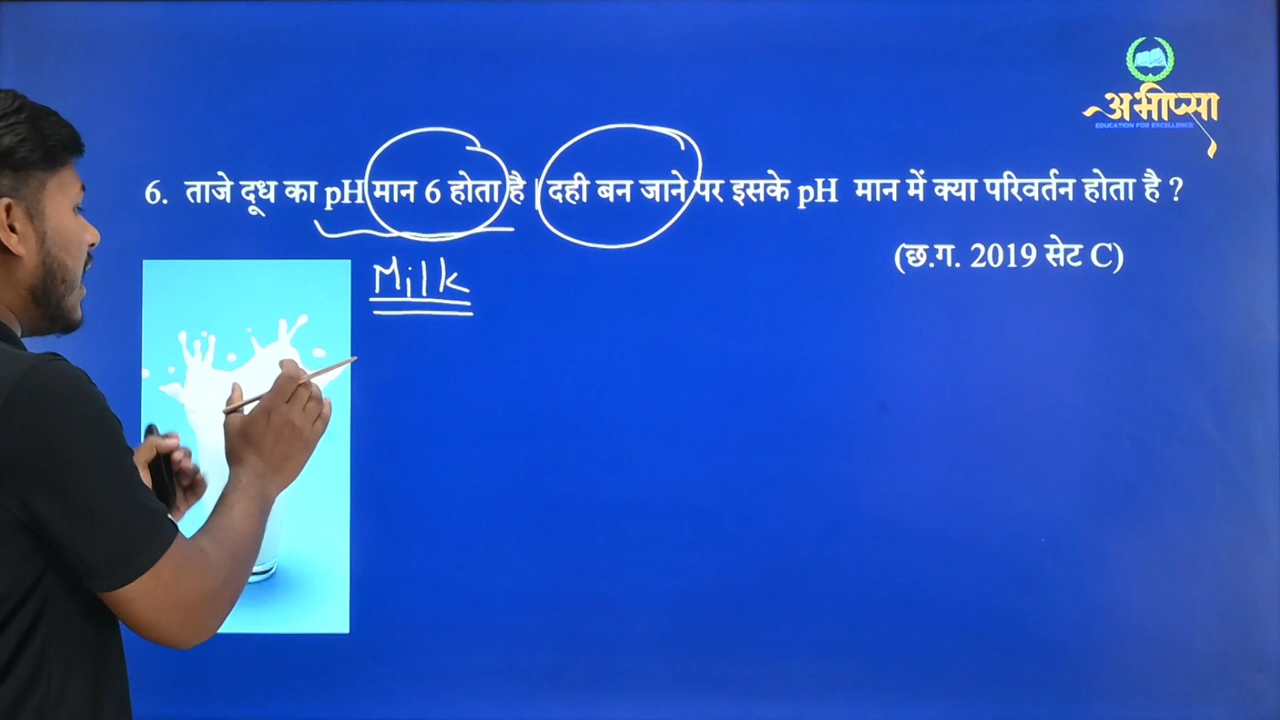 अभीप्सा
EDUCATION FOR EXCELLENCE
6. ताजे दूध का pH मान 6 होता है | दही बन जाने पर इसके pH मान में क्या परिवर्तन होता है ?
(छ.ग. 2019 सेट C)
Milk